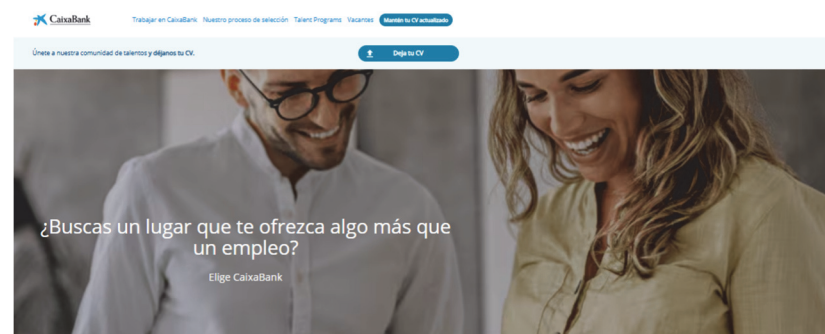 CaixaBank
Trabajar en CaixaBank Nuestro proceso de selección Talent Programs Vacantes Mantén tu CV actualizado
Únete a nuestra comunidad de talentos y déjanos tu CV. Deja tu CV
¿Buscas un lugar que te ofrezca algo más que
un empleo?
Elige CaixaBank